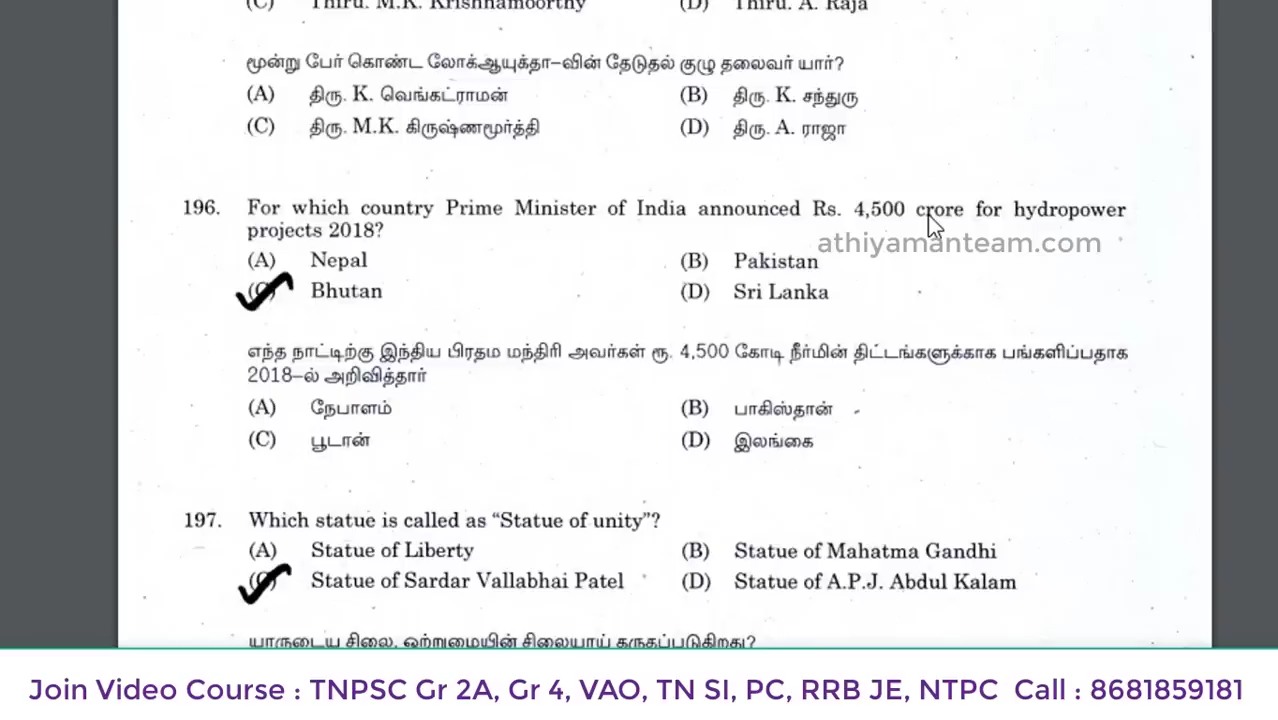 (C) Thiru. M.K. Krishnamoorthy (D) Thiru. A. Raja
மூன்று பேர் கொண்ட லோக்ஆயுக்தா–வின் தேடுதல் குழு தலைவர் யார்?
(A) திரு. K. வெங்கட்ராமன் (B) திரு. K. சந்துரு
(C) திரு. M.K. கிருஷ்ணமூர்த்தி (D) திரு. A. ராஜா
196. For which country Prime Minister of India announced Rs. 4,500 crore for hydropower
projects 2018?
athiyamanteam.com
(A) Nepal (B) Pakistan
(C) Bhutan (D) Sri Lanka
எந்த நாட்டிற்கு இந்திய பிரதம மந்திரி அவர்கள் ரூ. 4,500 கோடி நீர்மின் திட்டங்களுக்காக பங்களிப்பதாக
2018–ல் அறிவித்தார்
(A) நேபாளம் (B) பாகிஸ்தான்
(C) பூடான் (D) இலங்கை
197. Which statue is called as “Statue of unity”?
(A) Statue of Liberty (B) Statue of Mahatma Gandhi
(C) Statue of Sardar Vallabhai Patel (D) Statue of A.P.J. Abdul Kalam
யாருடைய சிலை, ஒற்றுமையின் சிலையாய் கருதப்படுகிறது?
Join Video Course : TNPSC Gr 2A, Gr 4, VAO, TN SI, PC, RRB JE, NTPC Call : 8681859181